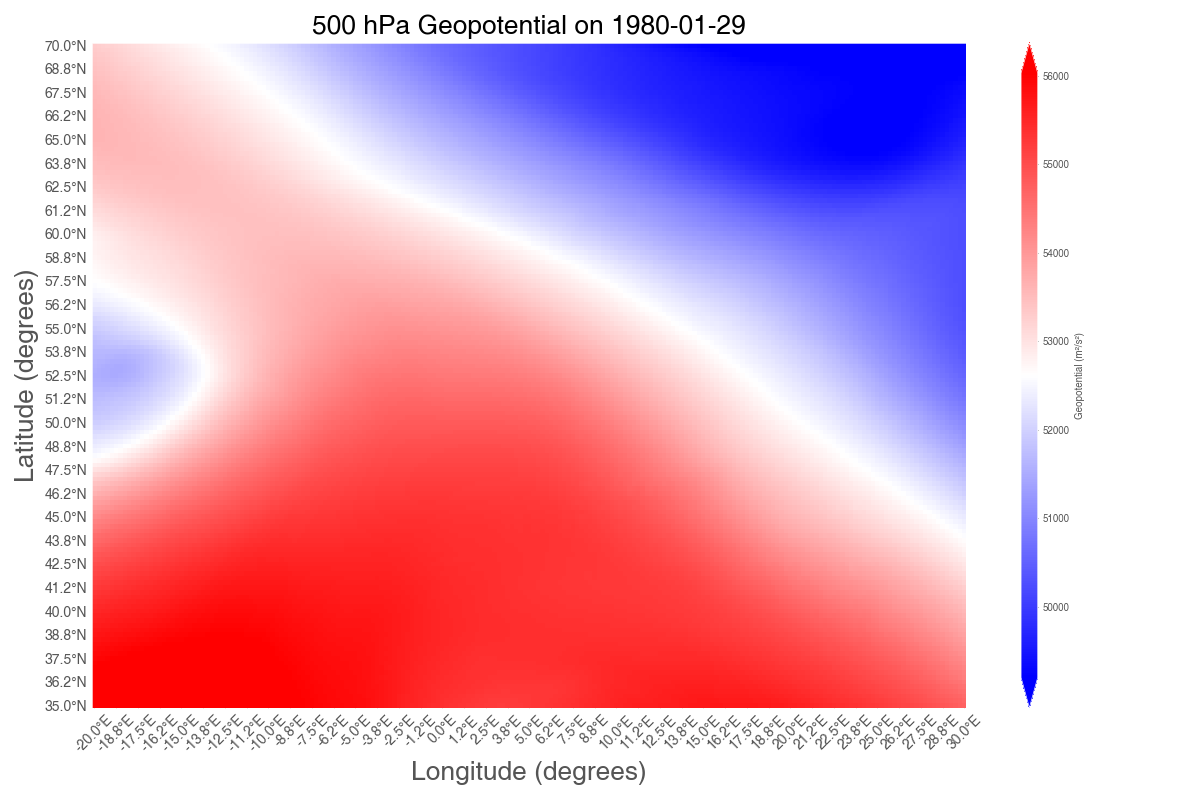 500 hPa Geopotential on 1980-01-29
70.0°N
68.8°N
67.5°N
66.2°N
65.0°N
63.8°N
62.5°N
61.2°N
60.0°N
58.8°N
57.5°N
56.2°N
55.0°N
53.8°N
52.5°N
51.2°N
50.0°N
48.8°N
47.5°N
46.2°N
45.0°N
43.8°N
42.5°N
41.2°N
40.0°N
38.8°N
37.5°N
36.2°N
35.0°N
Latitude (degrees)
-20.0°E
-18.8°E
-17.5°E
-16.2°E
-15.0°E
-13.8°E
-12.5°E
-11.2°E
-10.0°E
-8.8°E
-7.5°E
-6.2°E
-5.0°E
-3.8°E
-2.5°E
-1.2°E
0.0°E
1.2°E
2.5°E
3.8°E
5.0°E
6.2°E
7.5°E
8.8°E
10.0°E
11.2°E
12.5°E
13.8°E
15.0°E
16.2°E
17.5°E
18.8°E
20.0°E
21.2°E
22.5°E
23.8°E
25.0°E
26.2°E
27.5°E
28.8°E
30.0°E
Longitude (degrees)
56000
55000
54000
53000
52000
51000
50000
Geopotential (m²/s²)